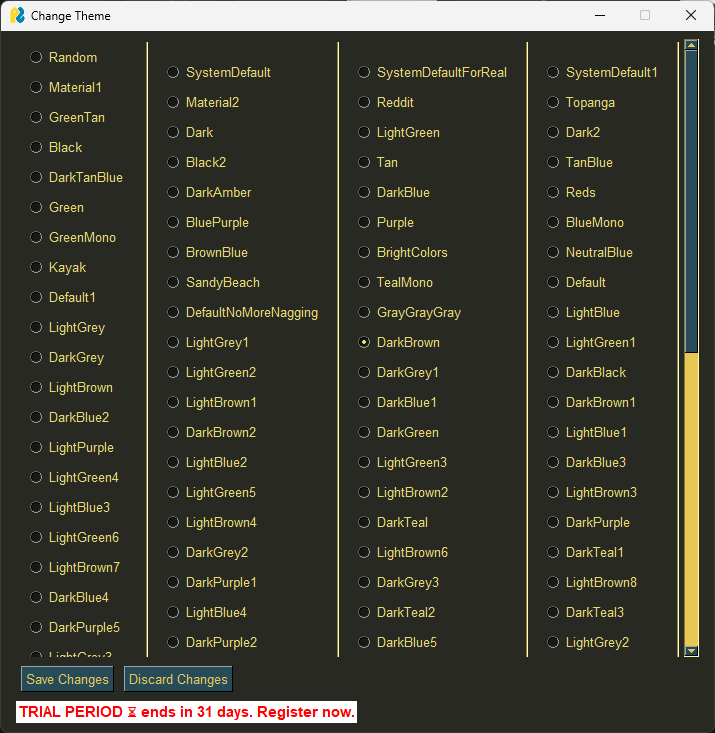 Change Theme
Random
Material1
GreenTan
Black
DarkTanBlue
Green
GreenMono
Kayak
Default1
LightGrey
DarkGrey
LightBrown
DarkBlue2
LightPurple
LightGreen4
LightBlue3
LightGreen6
LightBrown7
DarkBlue4
DarkPurple5
LightGrey3
SystemDefault
Material2
Dark
Black2
DarkAmber
BluePurple
BrownBlue
SandyBeach
DefaultNoMoreNagging
LightGrey1
LightGreen2
LightBrown1
DarkBrown2
LightBlue2
LightGreen5
LightBrown4
DarkGrey2
DarkPurple1
LightBlue4
DarkPurple2
SystemDefaultForReal
Reddit
LightGreen
Tan
DarkBlue
Purple
BrightColors
TealMono
GrayGrayGray
DarkBrown
DarkGrey1
DarkBlue1
DarkGreen
LightGreen3
LightBrown2
DarkTeal
LightBrown6
DarkGrey3
DarkTeal2
DarkBlue5
SystemDefault1
Topanga
Dark2
TanBlue
Reds
BlueMono
NeutralBlue
Default
LightBlue
LightGreen1
DarkBlack
DarkBrown1
LightBlue1
DarkBlue3
LightBrown3
DarkPurple
DarkTeal1
LightBrown8
DarkTeal3
LightGrey2
Save Changes
Discard Changes
TRIAL PERIOD ⏳ ends in 31 days. Register now.